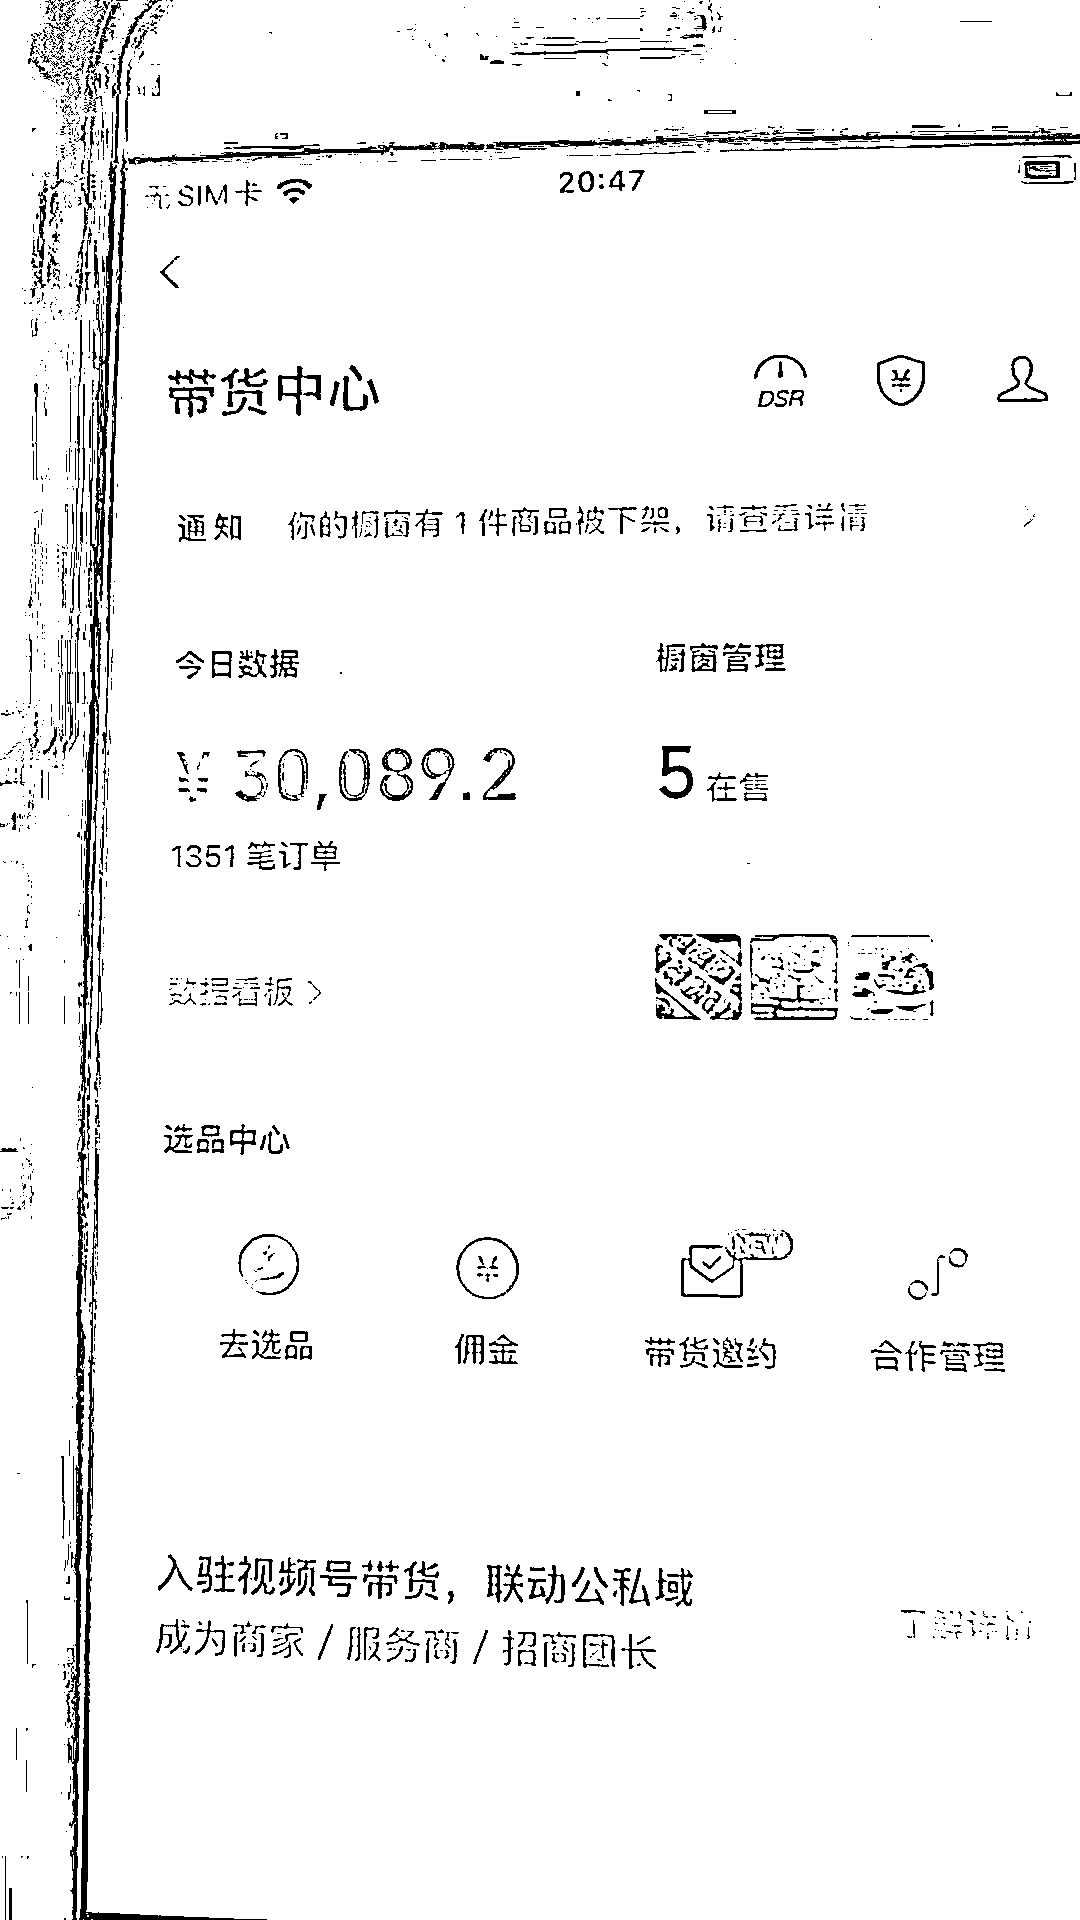 无SIM卡
20:47
带货中心
DSR
通知 你的橱窗有 1 件商品被下架，请查看详情
今日数据
橱窗管理
¥ 30,089.2
5 在售
1351 笔订单
数据看板
选品中心
NEW
去选品
佣金
带货邀约
合作管理
入驻视频号带货，联动公私域
成为商家 / 服务商 / 招商团长
了解详情